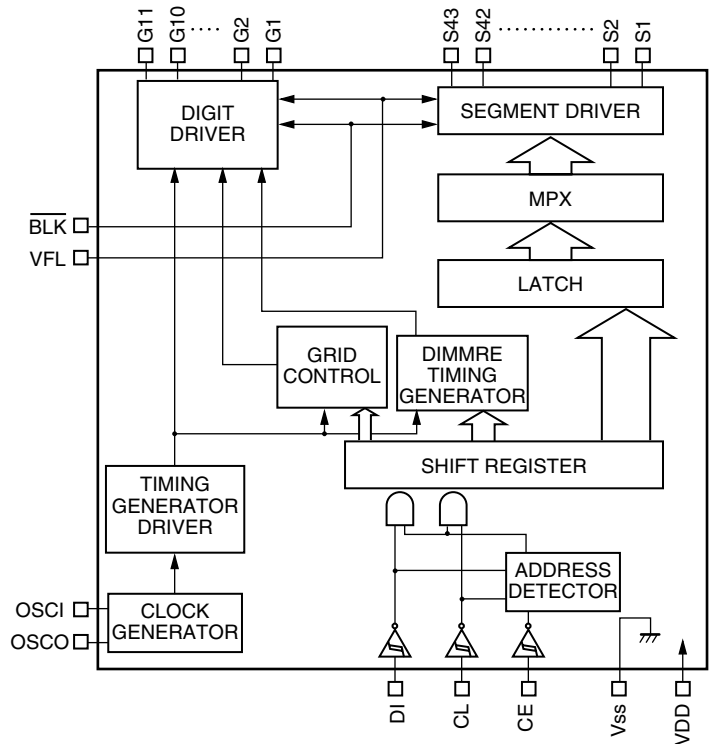 G11
G10
G2
G1
S43
S42
S2
S1
DIGIT
DRIVER
SEGMENT DRIVER
MPX
BLK
VFL
LATCH
GRID
CONTROL
DIMMRE
TIMING
GENERATOR
SHIFT REGISTER
TIMING
GENERATOR
DRIVER
ADDRESS
DETECTOR
OSCI
OSCO
CLOCK
GENERATOR
DI
CL
CE
Vss
VDD